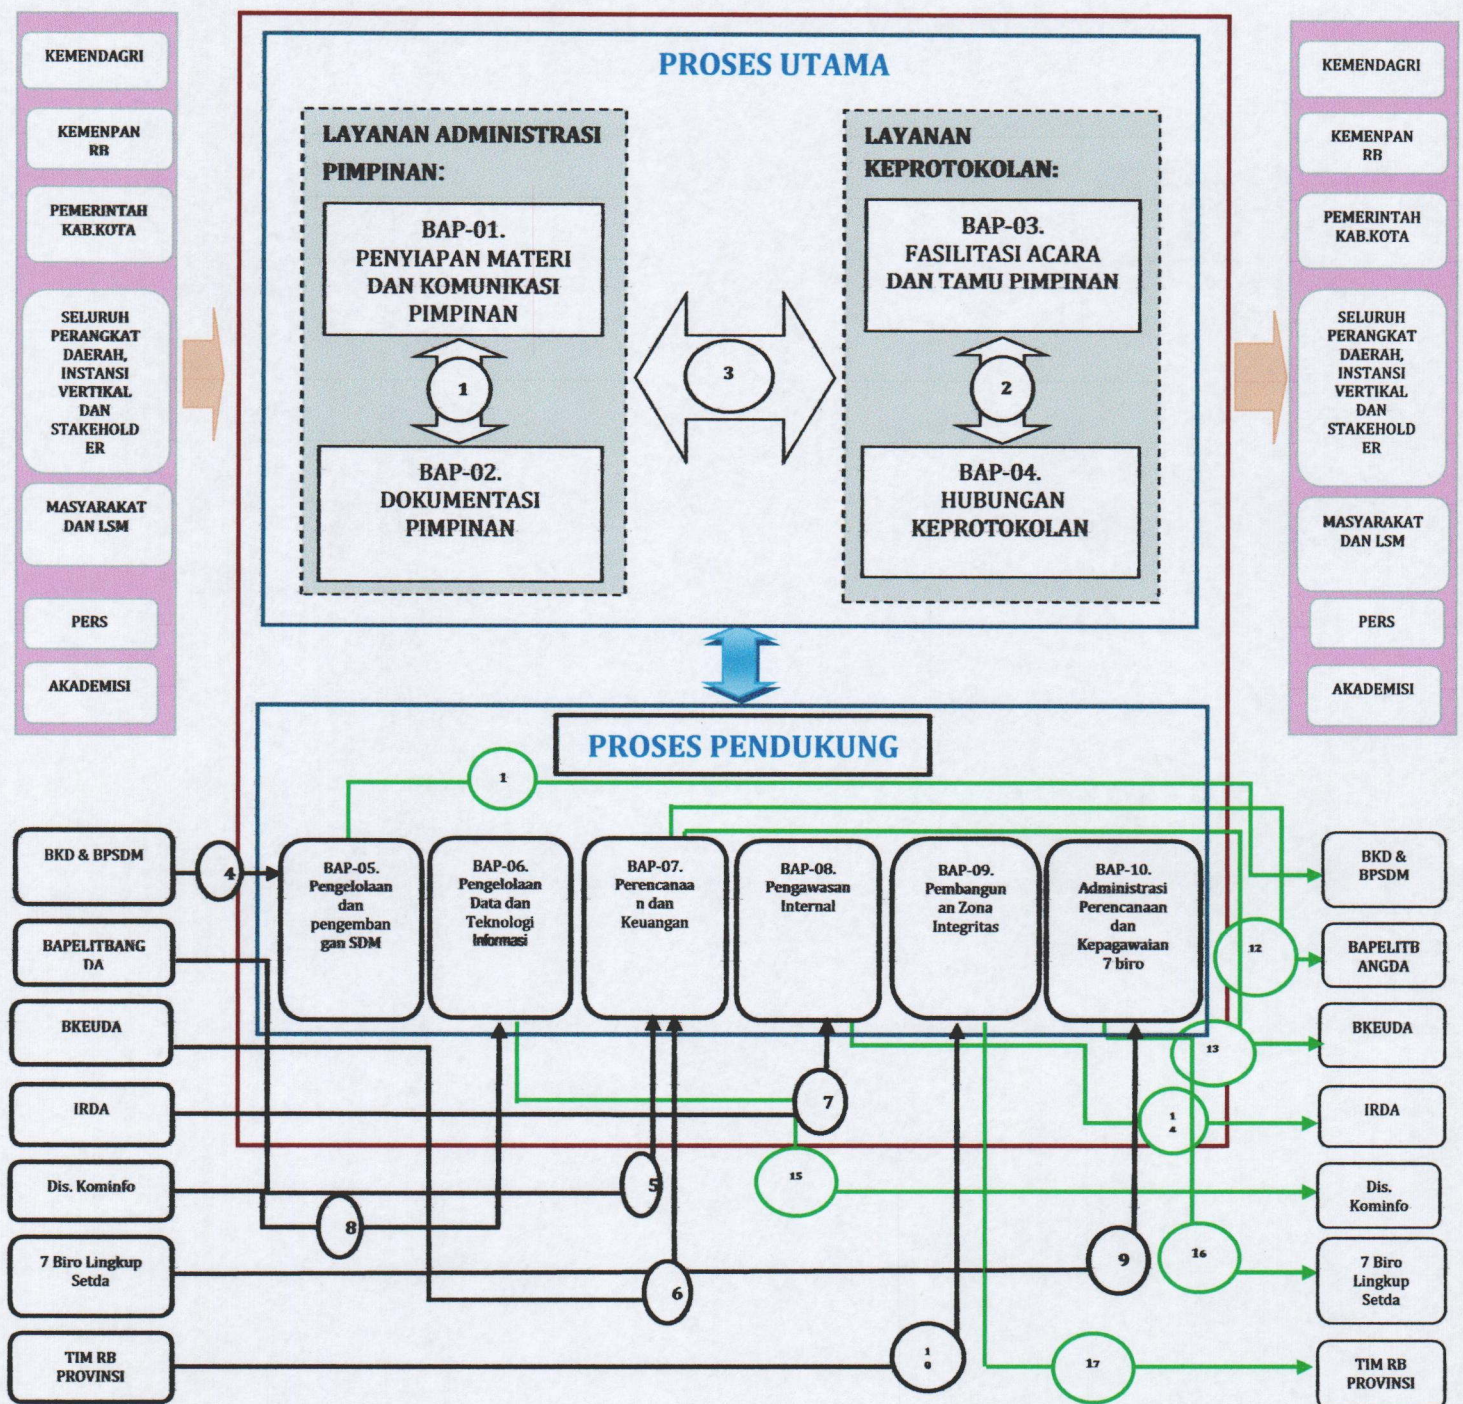 KEMENDAGRI
KEMENPAN
RB
PEMERINTAH
KAB.KOTA
SELURUH
PERANGKAT
DAERAH,
INSTANSI
VERTIKAL
DAN
STAKEHOLD
ER
MASYARAKAT
DAN LSM
PERS
AKADEMISI
PROSES UTAMA
LAYANAN ADMINISTRASI
PIMPINAN:
BAP-01.
PENYIAPAN MATERI
DAN KOMUNIKASI
PIMPINAN
1
BAP-02.
DOKUMENTASI
PIMPINAN
3
LAYANAN
KEPROTOKOLAN:
BAP-03.
FASILITASI ACARA
DAN TAMU PIMPINAN
2
BAP-04.
HUBUNGAN
KEPROTOKOLAN
KEMENDAGRI
KEMENPAN
RB
PEMERINTAH
KAB.KOTA
SELURUH
PERANGKAT
DAERAH,
INSTANSI
VERTIKAL
DAN
STAKEHOLD
ER
MASYARAKAT
DAN LSM
PERS
AKADEMISI
PROSES PENDUKUNG
1
BKD & BPSDM
BAPELITBANG
DA
BKEUDA
IRDA
Dis. Kominfo
7 Biro Lingkup
Setda
TIM RB
PROVINSI
4
BAP-05.
Pengelolaan
dan
pengemban
gan SDM
BAP-06.
Pengelolaan
Data dan
Teknologi
Informasi
BAP-07.
Perencanaa
n dan
Keuangan
BAP-08.
Pengawasan
Internal
BAP-09.
Pembangun
an Zona
Integritas
BAP-10.
Administrasi
Perencanaan
dan
Kepagawaian
7 biro
12
13
7
1
4
5
15
8
6
9
16
1
0
17
BKD &
BPSDM
BAPELITB
ANGDA
BKEUDA
IRDA
Dis.
Kominfo
7 Biro
Lingkup
Setda
TIM RB
PROVINSI